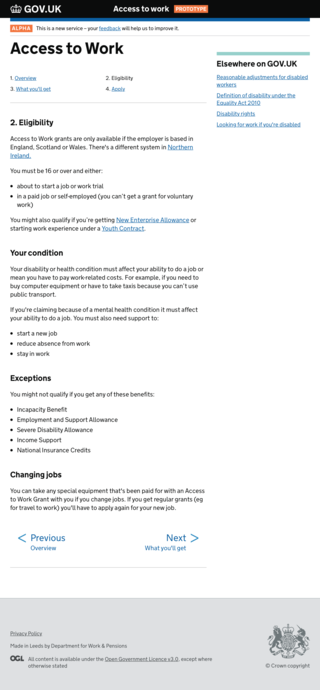 GOV.UK
Access to work PROTOTYPE
ALPHA This is a new service – your feedback will help us to improve it.
Access to Work
1. Overview
2. Eligibility
3. What you'll get
4. Apply
2. Eligibility
Access to Work grants are only available if the employer is based in
England, Scotland or Wales. There's a different system in Northern
Ireland.
You must be 16 or over and either:
about to start a job or work trial
in a paid job or self-employed (you can't get a grant for voluntary
work)
You might also qualify if you're getting New Enterprise Allowance or
starting work experience under a Youth Contract.
Your condition
Your disability or health condition must affect your ability to do a job or
mean you have to pay work-related costs. For example, if you need to
buy computer equipment or have to take taxis because you can't use
public transport.
If you're claiming because of a mental health condition it must affect
your ability to do a job. You must also need support to:
start a new job
reduce absence from work
stay in work
Exceptions
You might not qualify if you get any of these benefits:
Incapacity Benefit
Employment and Support Allowance
Severe Disability Allowance
Income Support
National Insurance Credits
Changing jobs
You can take any special equipment that's been paid for with an Access
to Work Grant with you if you change jobs. If you get regular grants (eg
for travel to work) you'll have to apply again for your new job.
Previous
Overview
Next
What you'll get
Elsewhere on GOV.UK
Reasonable adjustments for disabled
workers
Definition of disability under the
Equality Act 2010
Disability rights
Looking for work if you're disabled
Privacy Policy
Made in Leeds by Department for Work & Pensions
OGL All content is available under the Open Government Licence v3.0, except where
otherwise stated
© Crown copyright